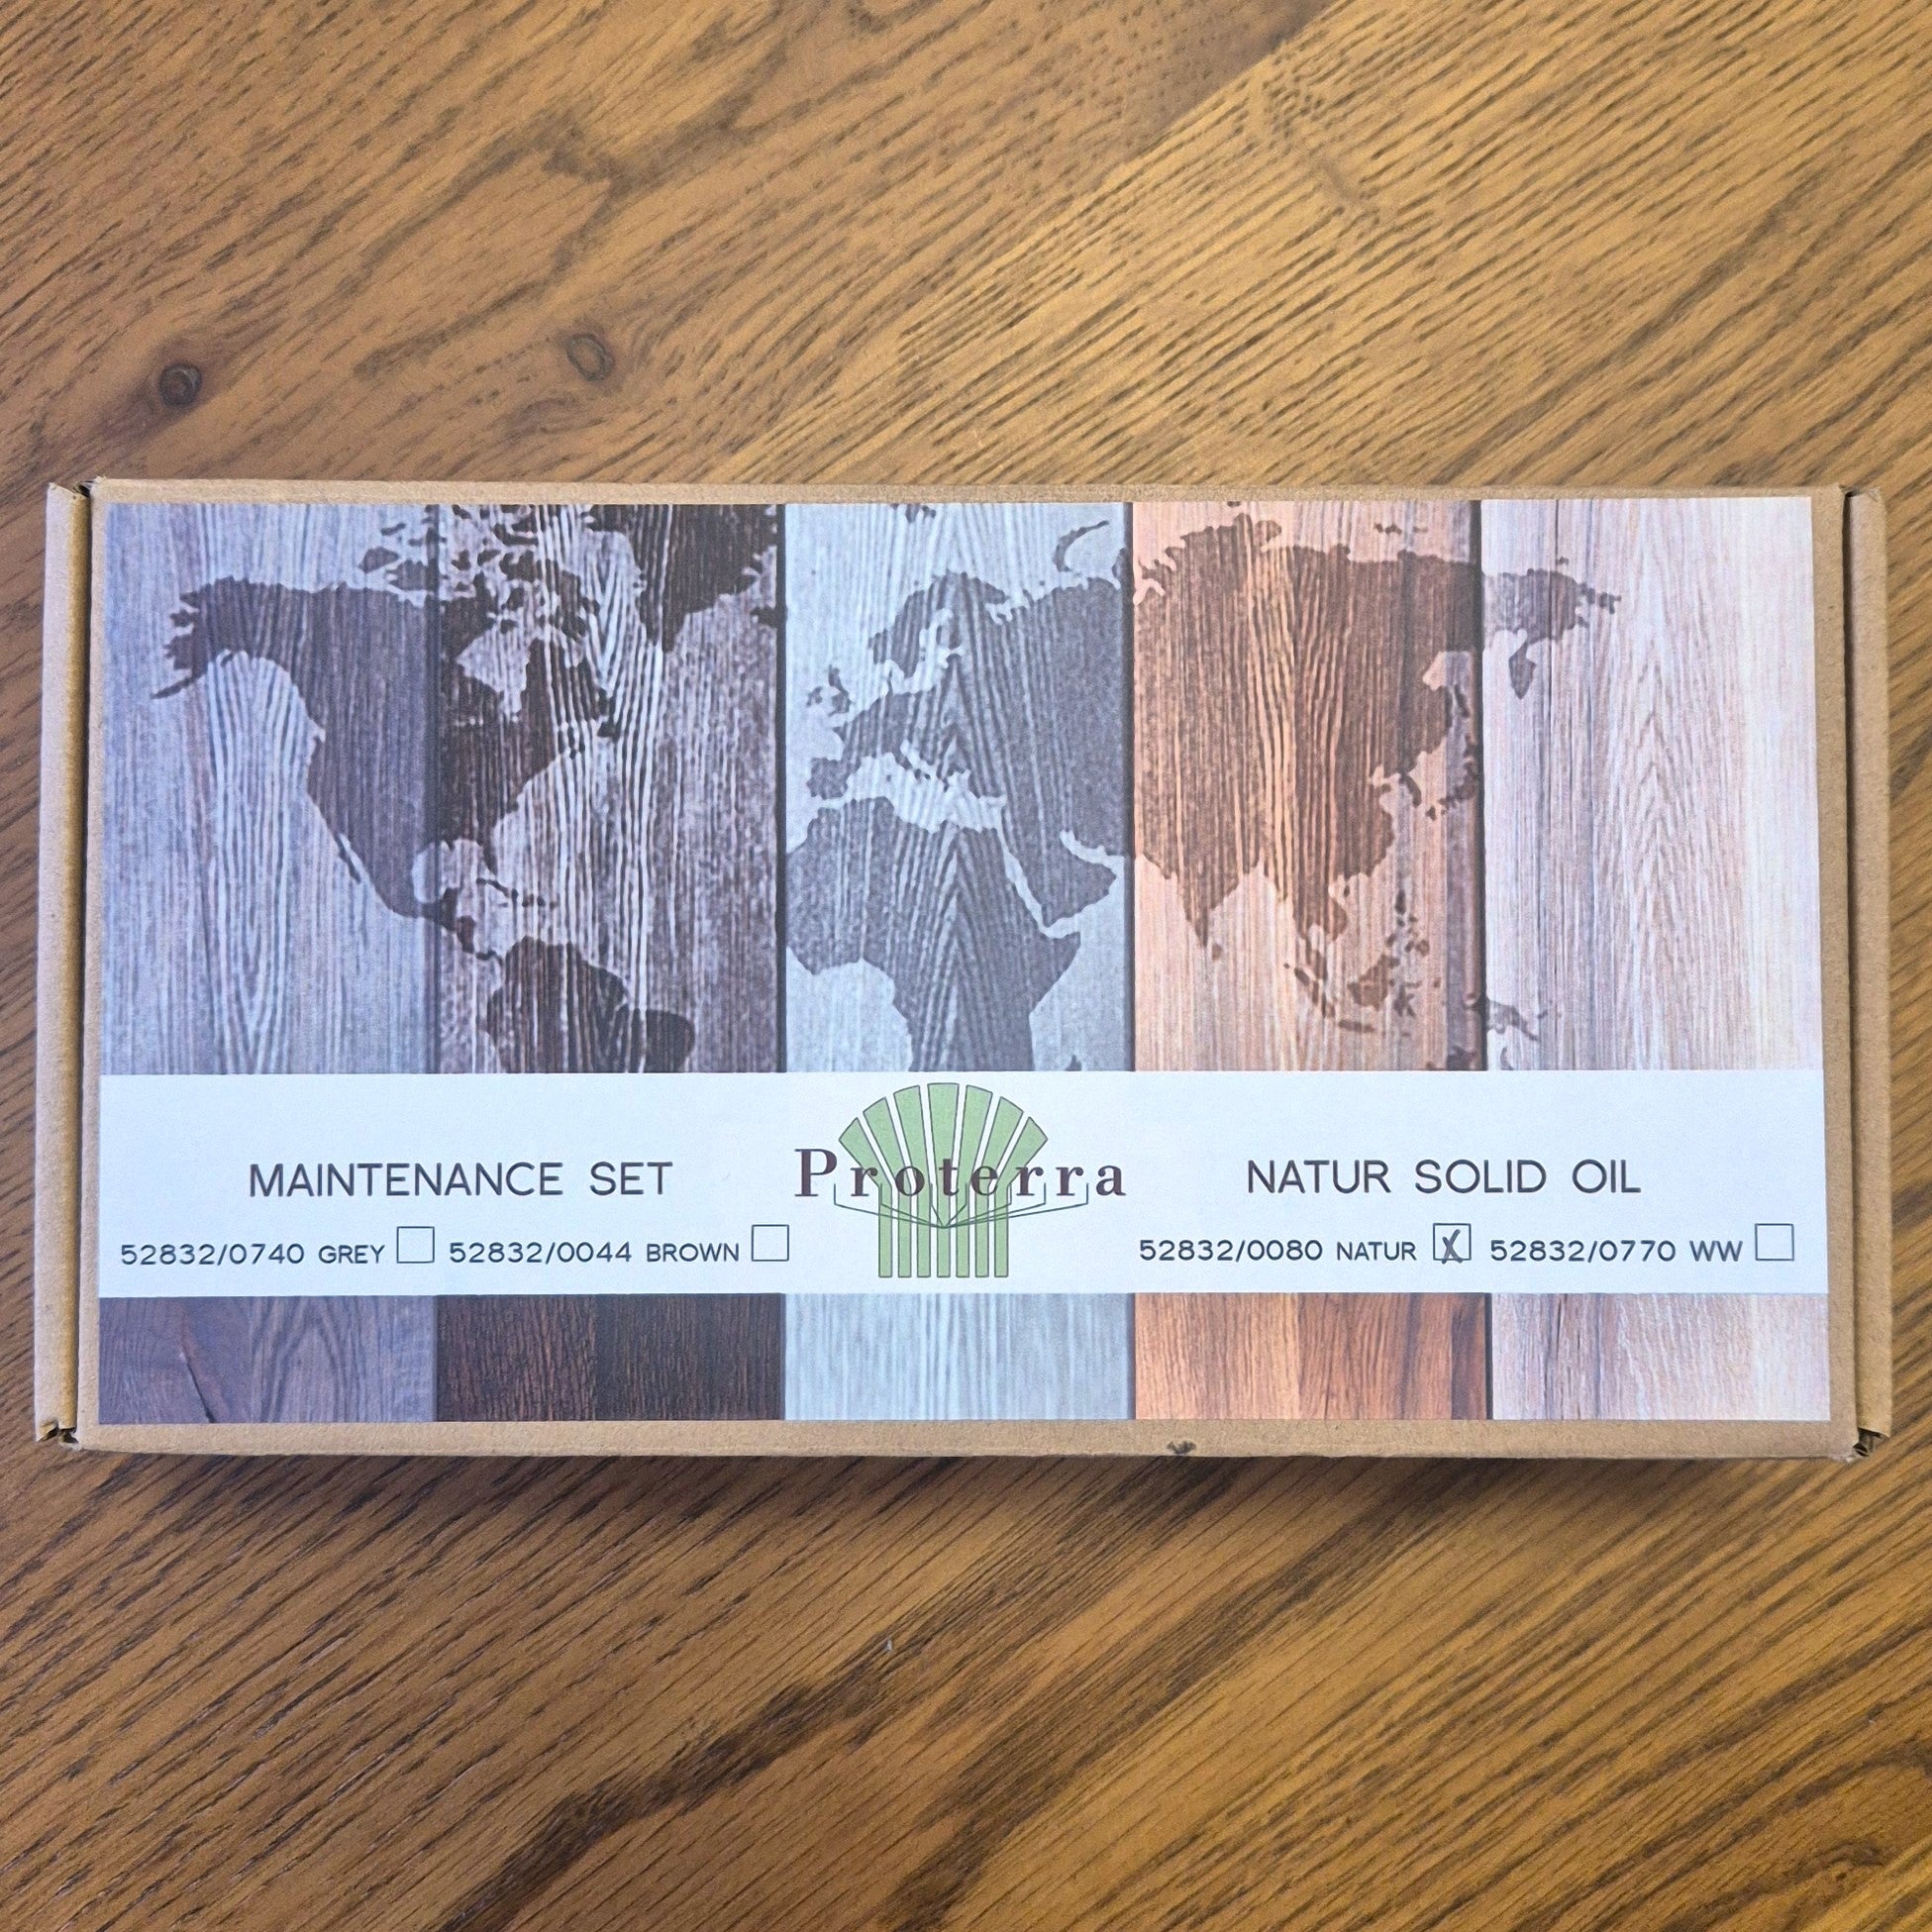 MAINTENANCE SET
Proterra
NATUR SOLID OIL
52832/0740 GREY 52832/0044 BROWN
52832/0080 NATUR X 52832/0770 WW